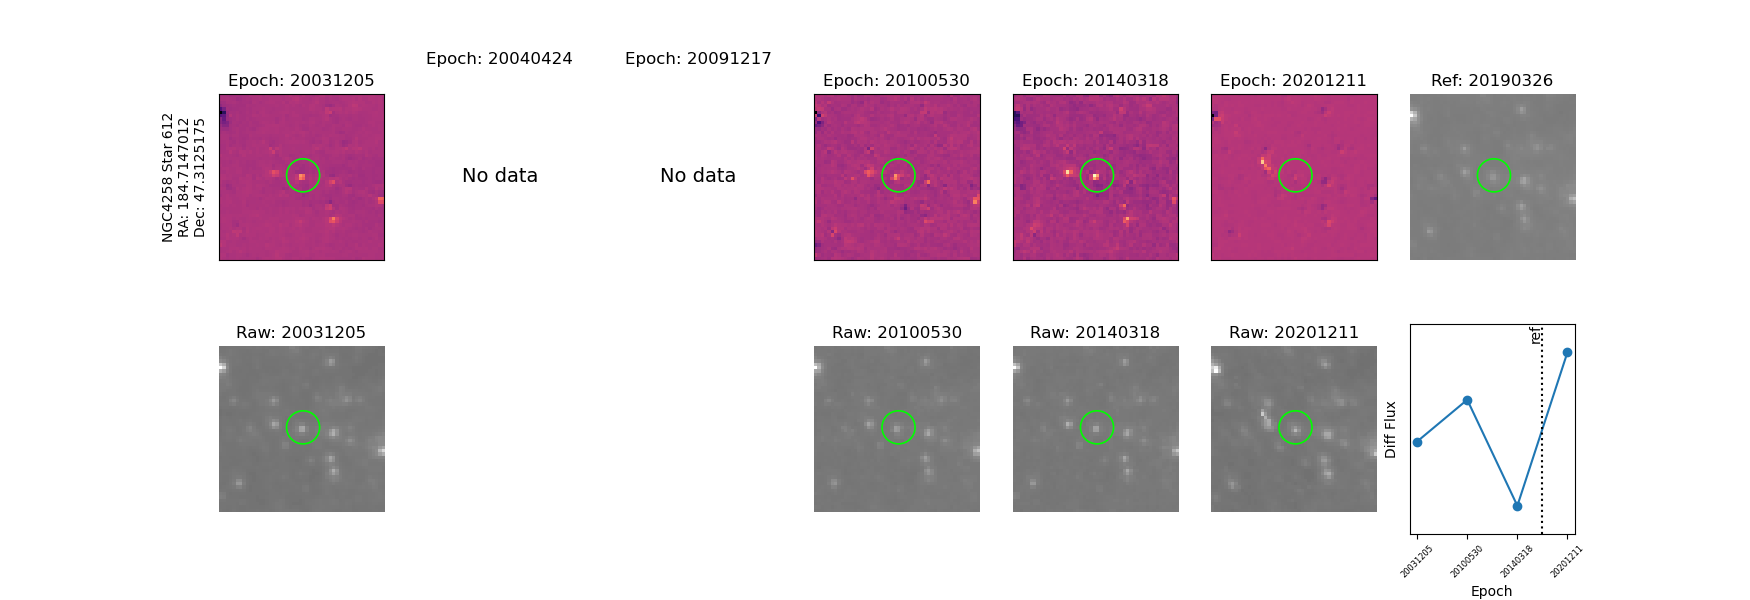 Epoch: 20040424
Epoch: 20091217
Epoch: 20031205
Epoch: 20100530
Epoch: 20140318
Epoch: 20201211
Ref: 20190326
NGC4258 Star 612
RA: 184.7147012
Dec: 47.3125175
No data
No data
Raw: 20031205
Raw: 20100530
Raw: 20140318
Raw: 20201211
ref
Diff Flux
20031205
20100530
20140318
20201211
Epoch